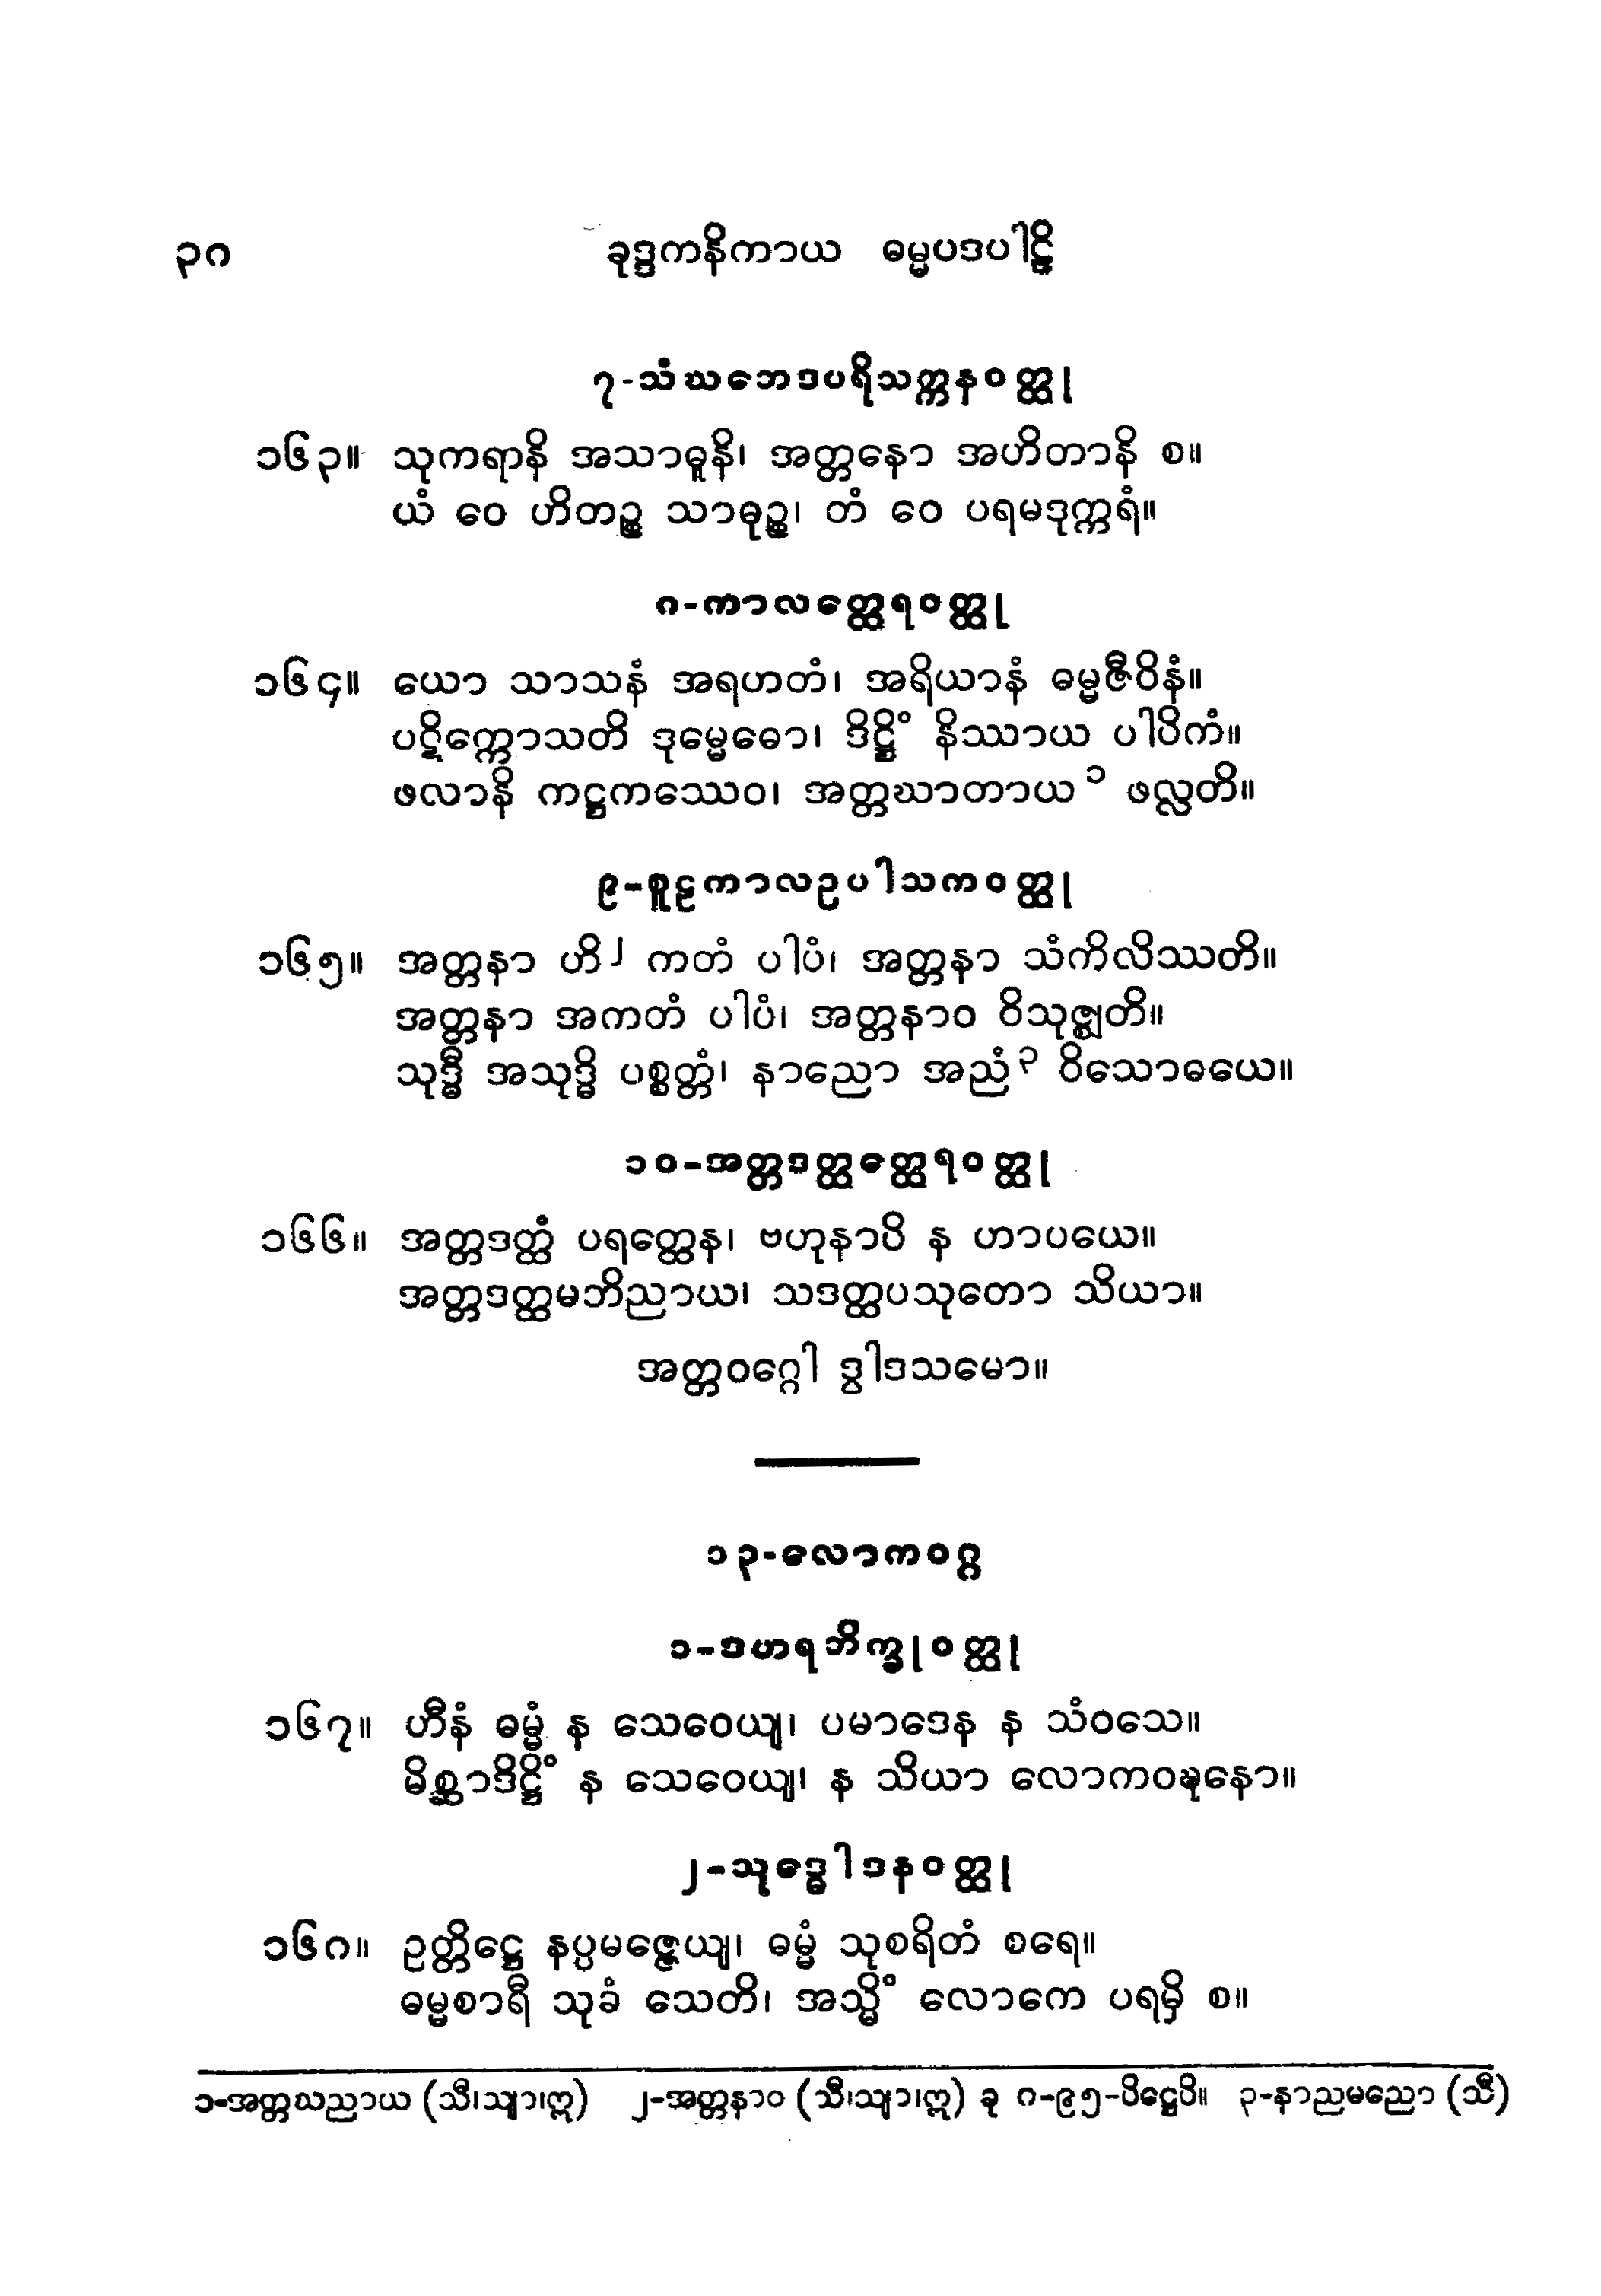 ၃၈ ခုဒ္ဒကနိကာယ ဓမ္မပဒပါဠိ
၇-သံဃဘေဒပရိသက္ကနဝတ္ထု
၁၆၃။ သုကရာနိ အသာဓူနိ၊ အတ္တနော အဟိတာနိ စ။
ယံ ဝေ ဟိတဉ္စ သာဓုဉ္စ၊ တံ ဝေ ပရမဒုက္ကရံ။
၈-ကာလတ္ထေရဝတ္ထု
၁၆၄။ ယော သာသနံ အရဟတံ၊ အရိယာနံ ဓမ္မဇီဝိနံ။
ပဋိက္ကောသတိ ဒုမ္မေဓော၊ ဒိဋ္ဌိံ နိဿာယ ပါပိကံ။
ဖလာနိ ကဋ္ဌကဿေဝ၊ အတ္တဃာတာယ ၁ ဖလ္လတိ။
၉-စူဠကာလဥပါသကဝတ္ထု
၁၆၅။ အတ္တနာ ဟိ ၂ ကတံ ပါပံ၊ အတ္တနာ သံကိလိဿတိ။
အတ္တနာ အကတံ ပါပံ၊ အတ္တနာဝ ဝိသုဇ္ဈတိ။
သုဒ္ဓီ အသုဒ္ဓိ ပစ္စတ္တံ၊ နာညော အညံ ၃ ဝိသောဓယေ။
၁၀-အတ္တဒတ္ထတ္ထေရဝတ္ထု
၁၆၆။ အတ္တဒတ္ထံ ပရတ္ထေန၊ ဗဟုနာပိ န ဟာပယေ။
အတ္တဒတ္ထမဘိညာယ၊ သဒတ္ထပသုတော သိယာ။
အတ္တဝဂ္ဂေါ ဒွါဒသမော။
၁၃-လောကဝဂ္ဂ
၁-ဒဟရဘိက္ခုဝတ္ထု
၁၆၇။ ဟီနံ ဓမ္မံ န သေဝေယျ၊ ပမာဒေန န သံဝသေ။
မိစ္ဆာဒိဋ္ဌိံ န သေဝေယျ၊ န သိယာ လောကဝဍ္ဎနော။
၂-သုဒ္ဓေါဒနဝတ္ထု
၁၆၈။ ဥတ္တိဋ္ဌေ နပ္ပမဇ္ဇေယျ၊ ဓမ္မံ သုစရိတံ စရေ။
ဓမ္မစာရီ သုခံ သေတိ၊ အသ္မိံ လောကေ ပရမှိ စ။
၁-အတ္တဃညာယ (သီ၊သျာ၊ဣ) ၂-အတ္တနာဝ (သီ၊သျာ၊ဣ) ခု ၈-၉၅-ပိဋ္ဌေပိ။ ၃-နာညမညော (သီ)